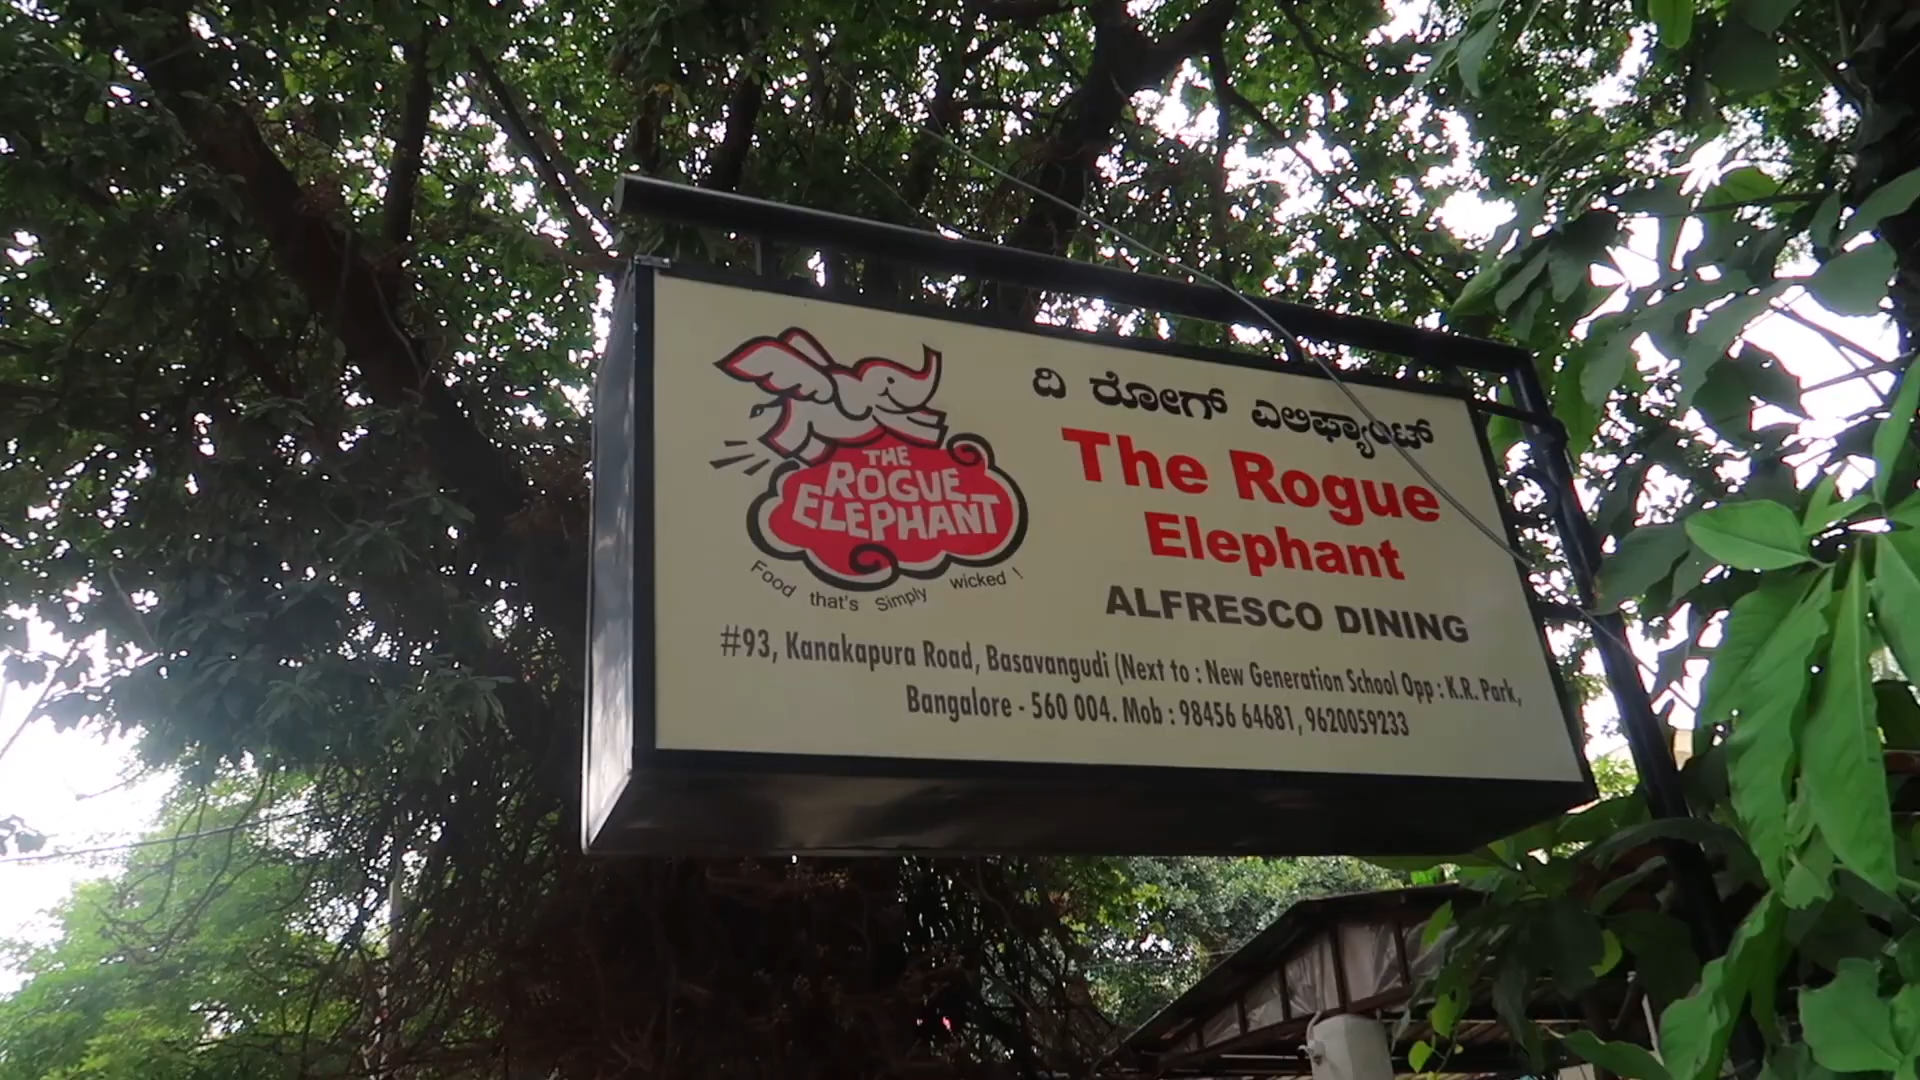 THE
ROGUE
ELEPHANT
Food that's Simply wicked !
ದಿ ರೋಗ್ ಎಲಿಫ್ಯಾಂಟ್
The Rogue
Elephant
ALFRESCO DINING
#93, Kanakapura Road, Basavangudi (Next to : New Generation School Opp : K.R. Park,
Bangalore - 560 004. Mob : 98456 64681, 9620059233